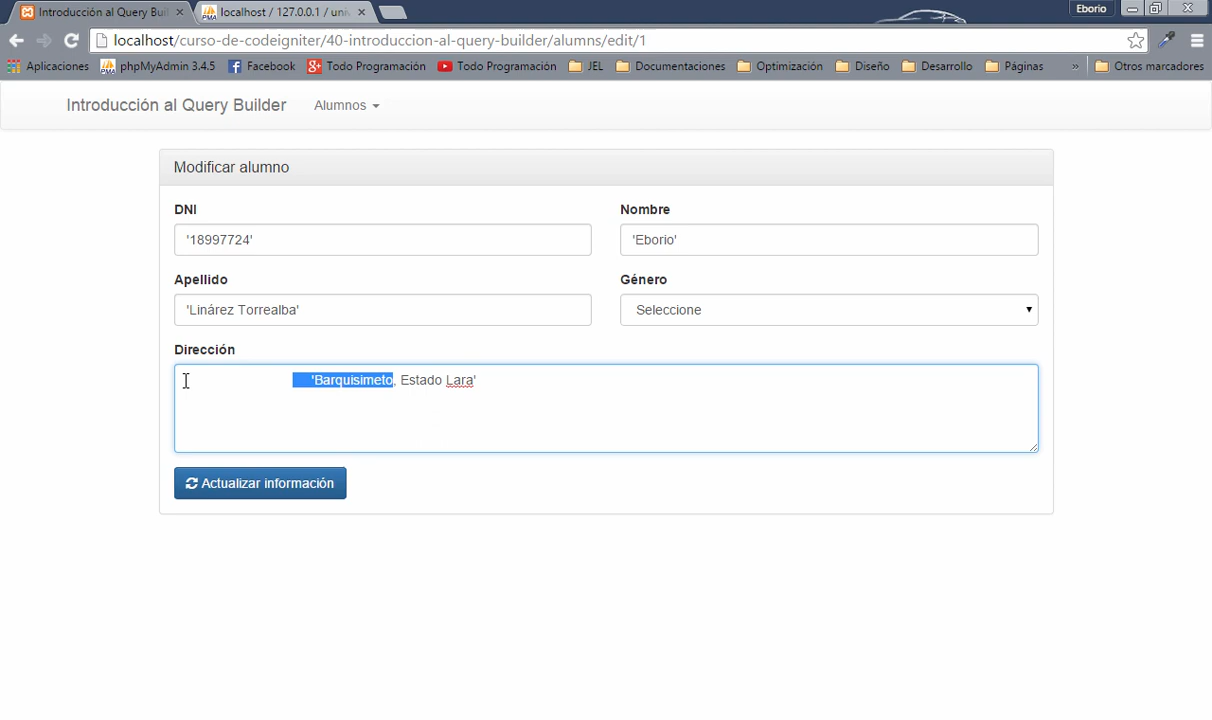 Introducción al Query Buil
localhost / 127.0.0.1 / uni
Eborio
localhost/curso-de-codeigniter/40-introduccion-al-query-builder/alumns/edit/1
Aplicaciones phpMyAdmin 3.4.5 Facebook Todo Programación Todo Programación JEL Documentaciones Optimización Diseño Desarrollo Páginas » Otros marcadores
Introducción al Query Builder Alumnos
Modificar alumno
DNI Nombre
'18997724' 'Eborio'
Apellido Género
'Linárez Torrealba' Seleccione
Dirección
'Barquisimeto, Estado Lara'
Actualizar información